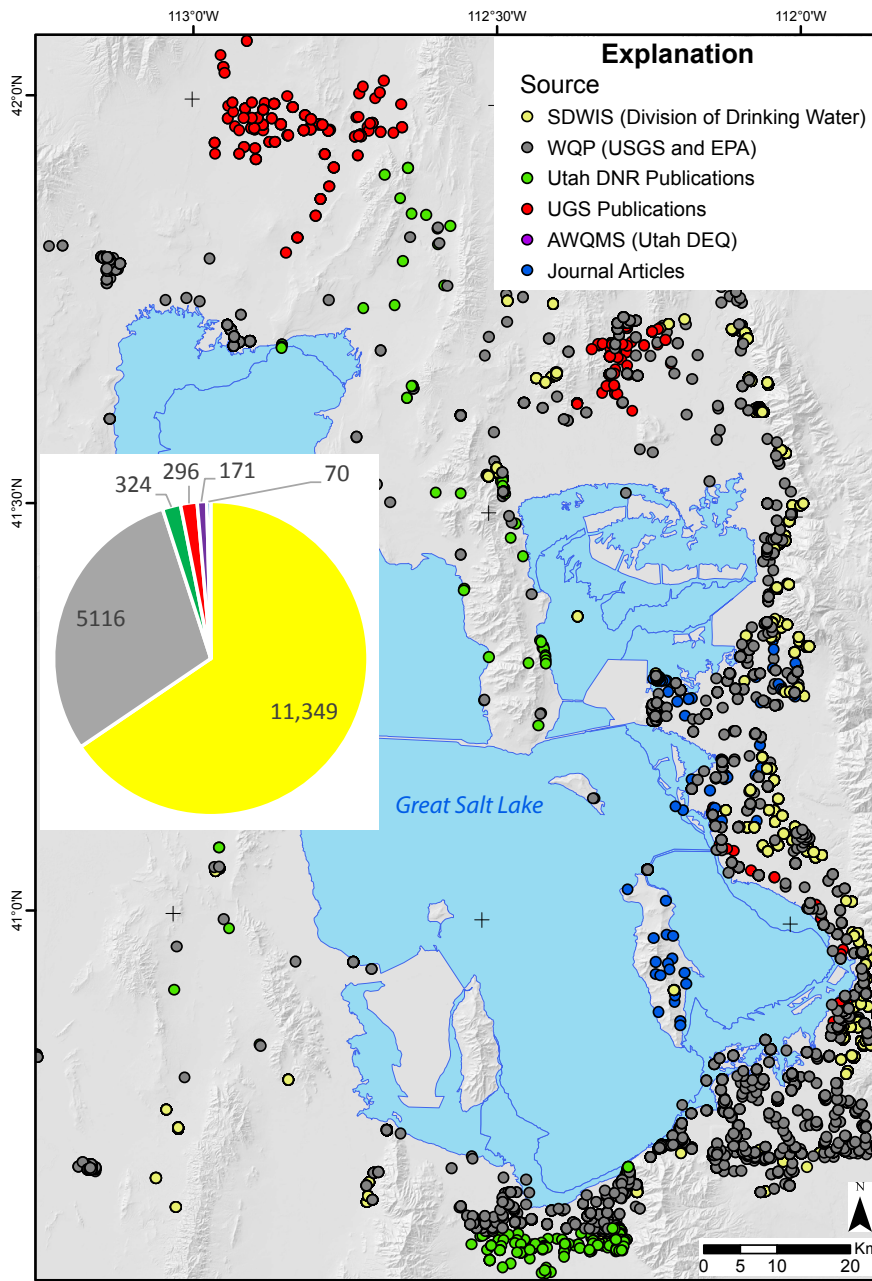 113°0'W
112°30'W
112°0'W
42°0'N
41°30'N
41°0'N
Explanation
Source
SDWIS (Division of Drinking Water)
WQP (USGS and EPA)
Utah DNR Publications
UGS Publications
AWQMS (Utah DEQ)
Journal Articles
324
296
171
70
5116
11,349
Great Salt Lake
N
Km
0 5 10 20